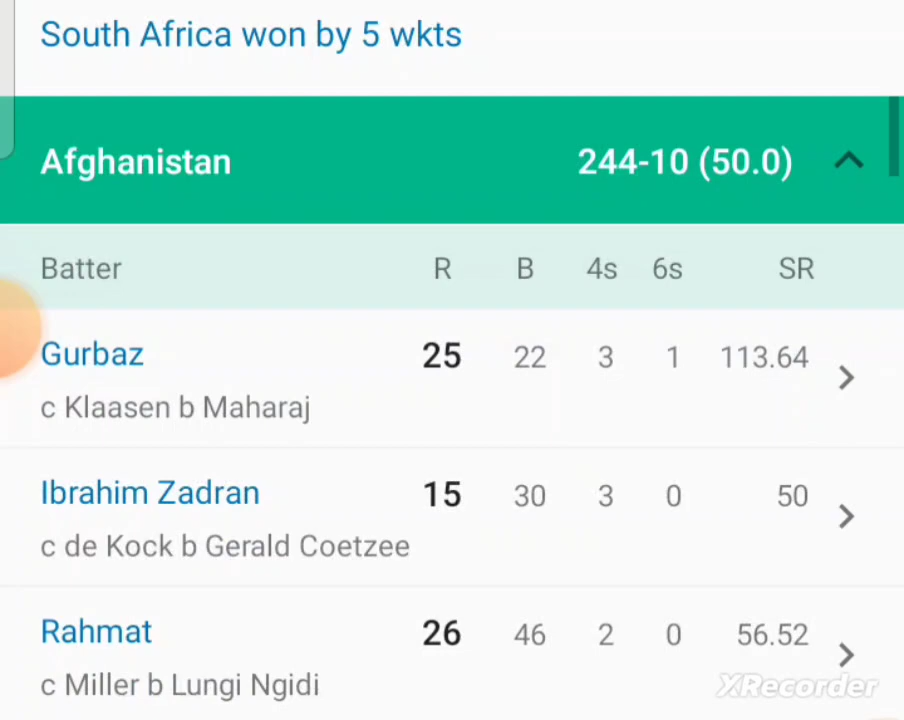 South Africa won by 5 wkts
Afghanistan 244-10 (50.0)
Batter R B 4s 6s SR
Gurbaz 25 22 3 1 113.64
c Klaasen b Maharaj
Ibrahim Zadran 15 30 3 0 50
c de Kock b Gerald Coetzee
Rahmat 26 46 2 0 56.52
c Miller b Lungi Ngidi
XRecorder